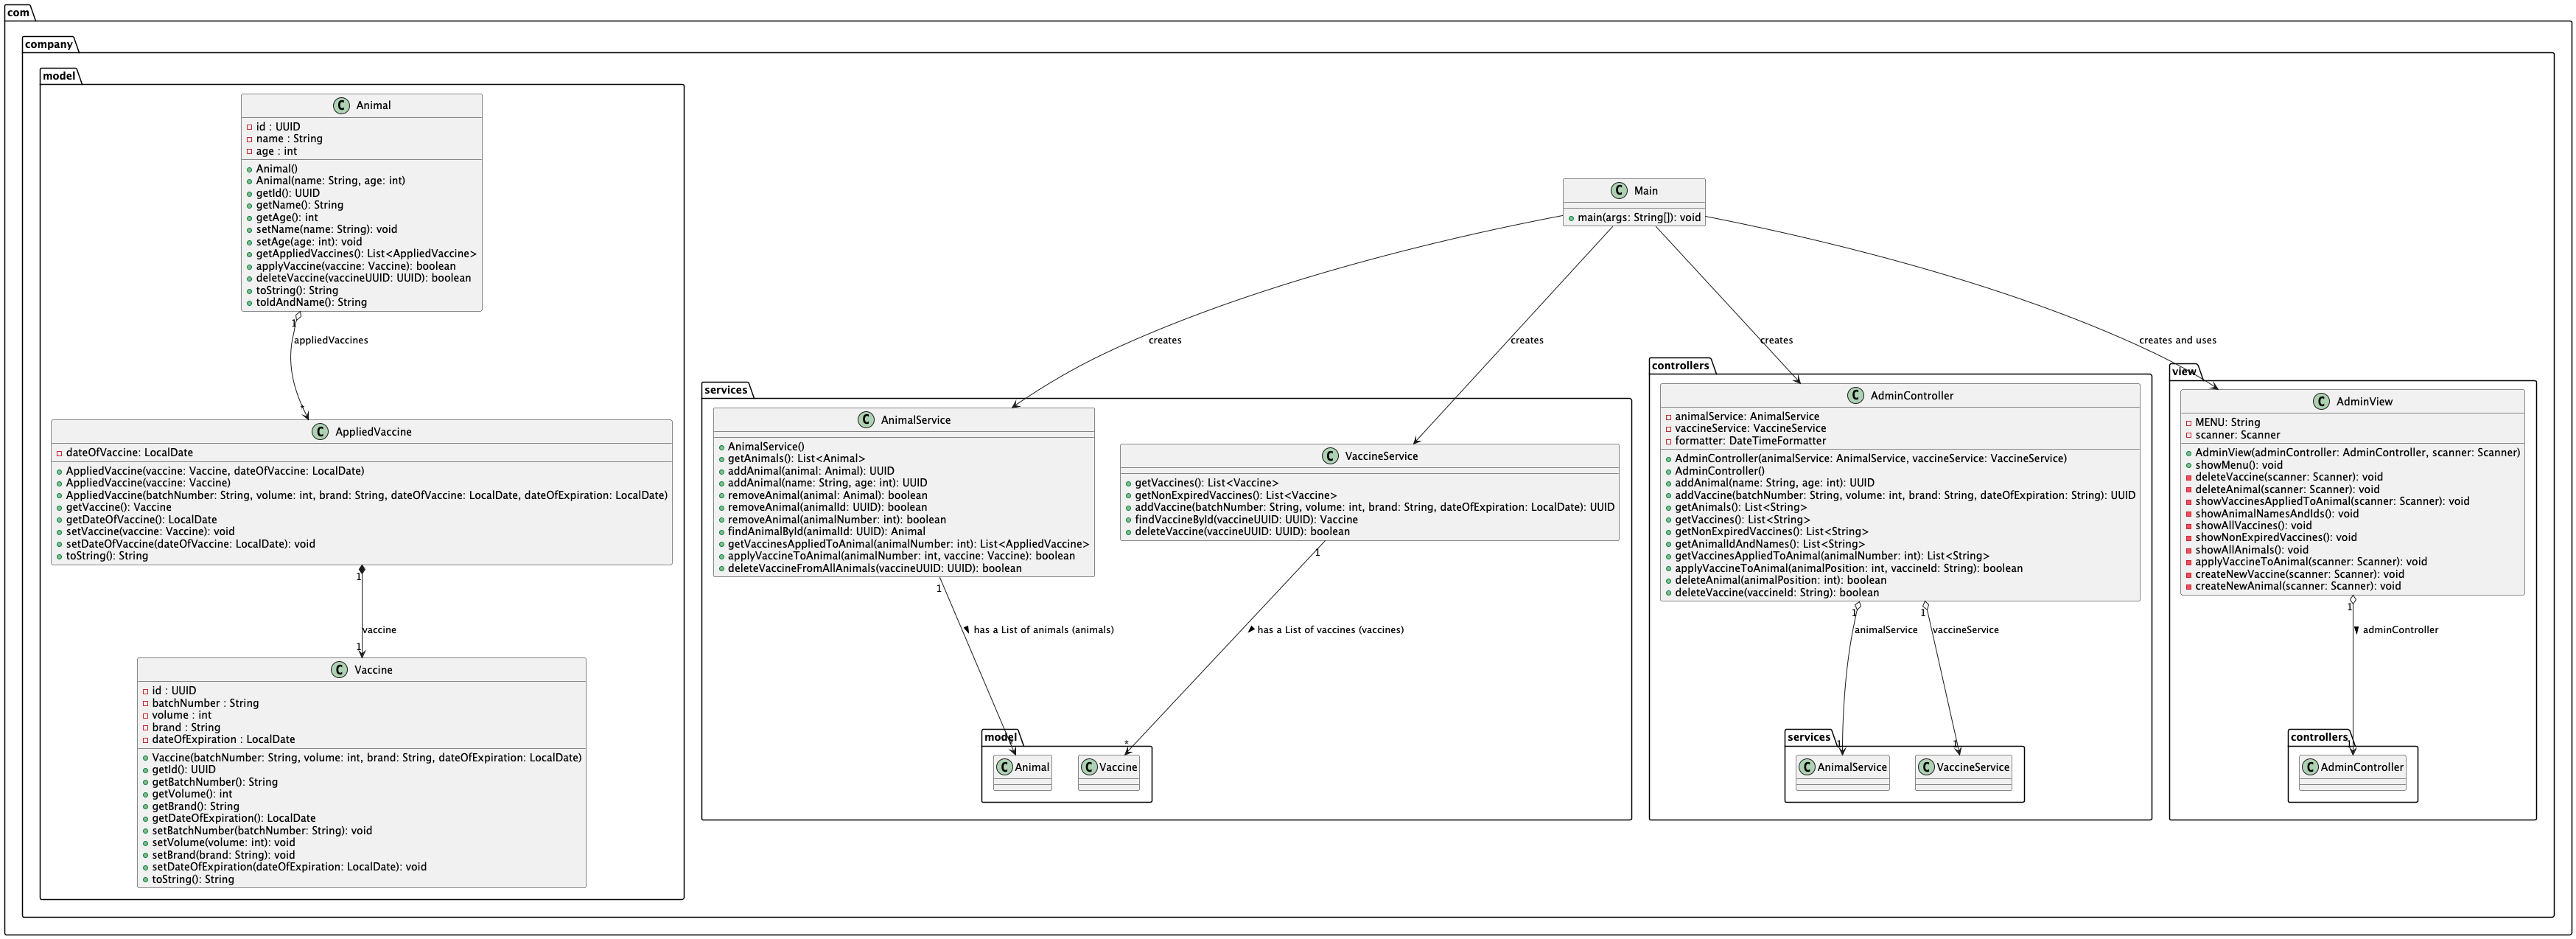 com
company
model
Animal
id : UUID
name : String
age : int
Animal()
Animal(name: String, age: int)
getId(): UUID
getName(): String
getAge(): int
setName(name: String): void
setAge(age: int): void
getAppliedVaccines(): List<AppliedVaccine>
applyVaccine(vaccine: Vaccine): boolean
deleteVaccine(vaccineUUID: UUID): boolean
toString(): String
toIdAndName(): String
1
appliedVaccines
*
AppliedVaccine
dateOfVaccine: LocalDate
AppliedVaccine(vaccine: Vaccine, dateOfVaccine: LocalDate)
AppliedVaccine(vaccine: Vaccine)
AppliedVaccine(batchNumber: String, volume: int, brand: String, dateOfVaccine: LocalDate, dateOfExpiration: LocalDate)
getVaccine(): Vaccine
getDateOfVaccine(): LocalDate
setVaccine(vaccine: Vaccine): void
setDateOfVaccine(dateOfVaccine: LocalDate): void
toString(): String
1
vaccine
1
Vaccine
id : UUID
batchNumber : String
volume : int
brand : String
dateOfExpiration : LocalDate
Vaccine(batchNumber: String, volume: int, brand: String, dateOfExpiration: LocalDate)
getId(): UUID
getBatchNumber(): String
getVolume(): int
getBrand(): String
getDateOfExpiration(): LocalDate
setBatchNumber(batchNumber: String): void
setVolume(volume: int): void
setBrand(brand: String): void
setDateOfExpiration(dateOfExpiration: LocalDate): void
toString(): String
Main
main(args: String[]): void
creates
creates
creates
creates and uses
services
AnimalService
AnimalService()
getAnimals(): List<Animal>
addAnimal(animal: Animal): UUID
addAnimal(name: String, age: int): UUID
removeAnimal(animal: Animal): boolean
removeAnimal(animalId: UUID): boolean
removeAnimal(animalNumber: int): boolean
findAnimalById(animalId: UUID): Animal
getVaccinesAppliedToAnimal(animalNumber: int): List<AppliedVaccine>
applyVaccineToAnimal(animalNumber: int, vaccine: Vaccine): boolean
deleteVaccineFromAllAnimals(vaccineUUID: UUID): boolean
VaccineService
getVaccines(): List<Vaccine>
getNonExpiredVaccines(): List<Vaccine>
addVaccine(batchNumber: String, volume: int, brand: String, dateOfExpiration: LocalDate): UUID
findVaccineById(vaccineUUID: UUID): Vaccine
deleteVaccine(vaccineUUID: UUID): boolean
1
has a List of animals (animals)
1
has a List of vaccines (vaccines)
*
model
Animal
Vaccine
controllers
AdminController
animalService: AnimalService
vaccineService: VaccineService
formatter: DateTimeFormatter
AdminController(animalService: AnimalService, vaccineService: VaccineService)
AdminController()
addAnimal(name: String, age: int): UUID
addVaccine(batchNumber: String, volume: int, brand: String, dateOfExpiration: String): UUID
getAnimals(): List<String>
getVaccines(): List<String>
getNonExpiredVaccines(): List<String>
getAnimalIdAndNames(): List<String>
getVaccinesAppliedToAnimal(animalNumber: int): List<String>
applyVaccineToAnimal(animalPosition: int, vaccineId: String): boolean
deleteAnimal(animalPosition: int): boolean
deleteVaccine(vaccineId: String): boolean
1
animalService
1
1
vaccineService
1
services
AnimalService
VaccineService
view
AdminView
MENU: String
scanner: Scanner
AdminView(adminController: AdminController, scanner: Scanner)
showMenu(): void
deleteVaccine(scanner: Scanner): void
deleteAnimal(scanner: Scanner): void
showVaccinesAppliedToAnimal(scanner: Scanner): void
showAnimalNamesAndIds(): void
showAllVaccines(): void
showNonExpiredVaccines(): void
showAllAnimals(): void
applyVaccineToAnimal(scanner: Scanner): void
createNewVaccine(scanner: Scanner): void
createNewAnimal(scanner: Scanner): void
1
adminController
1
controllers
AdminController